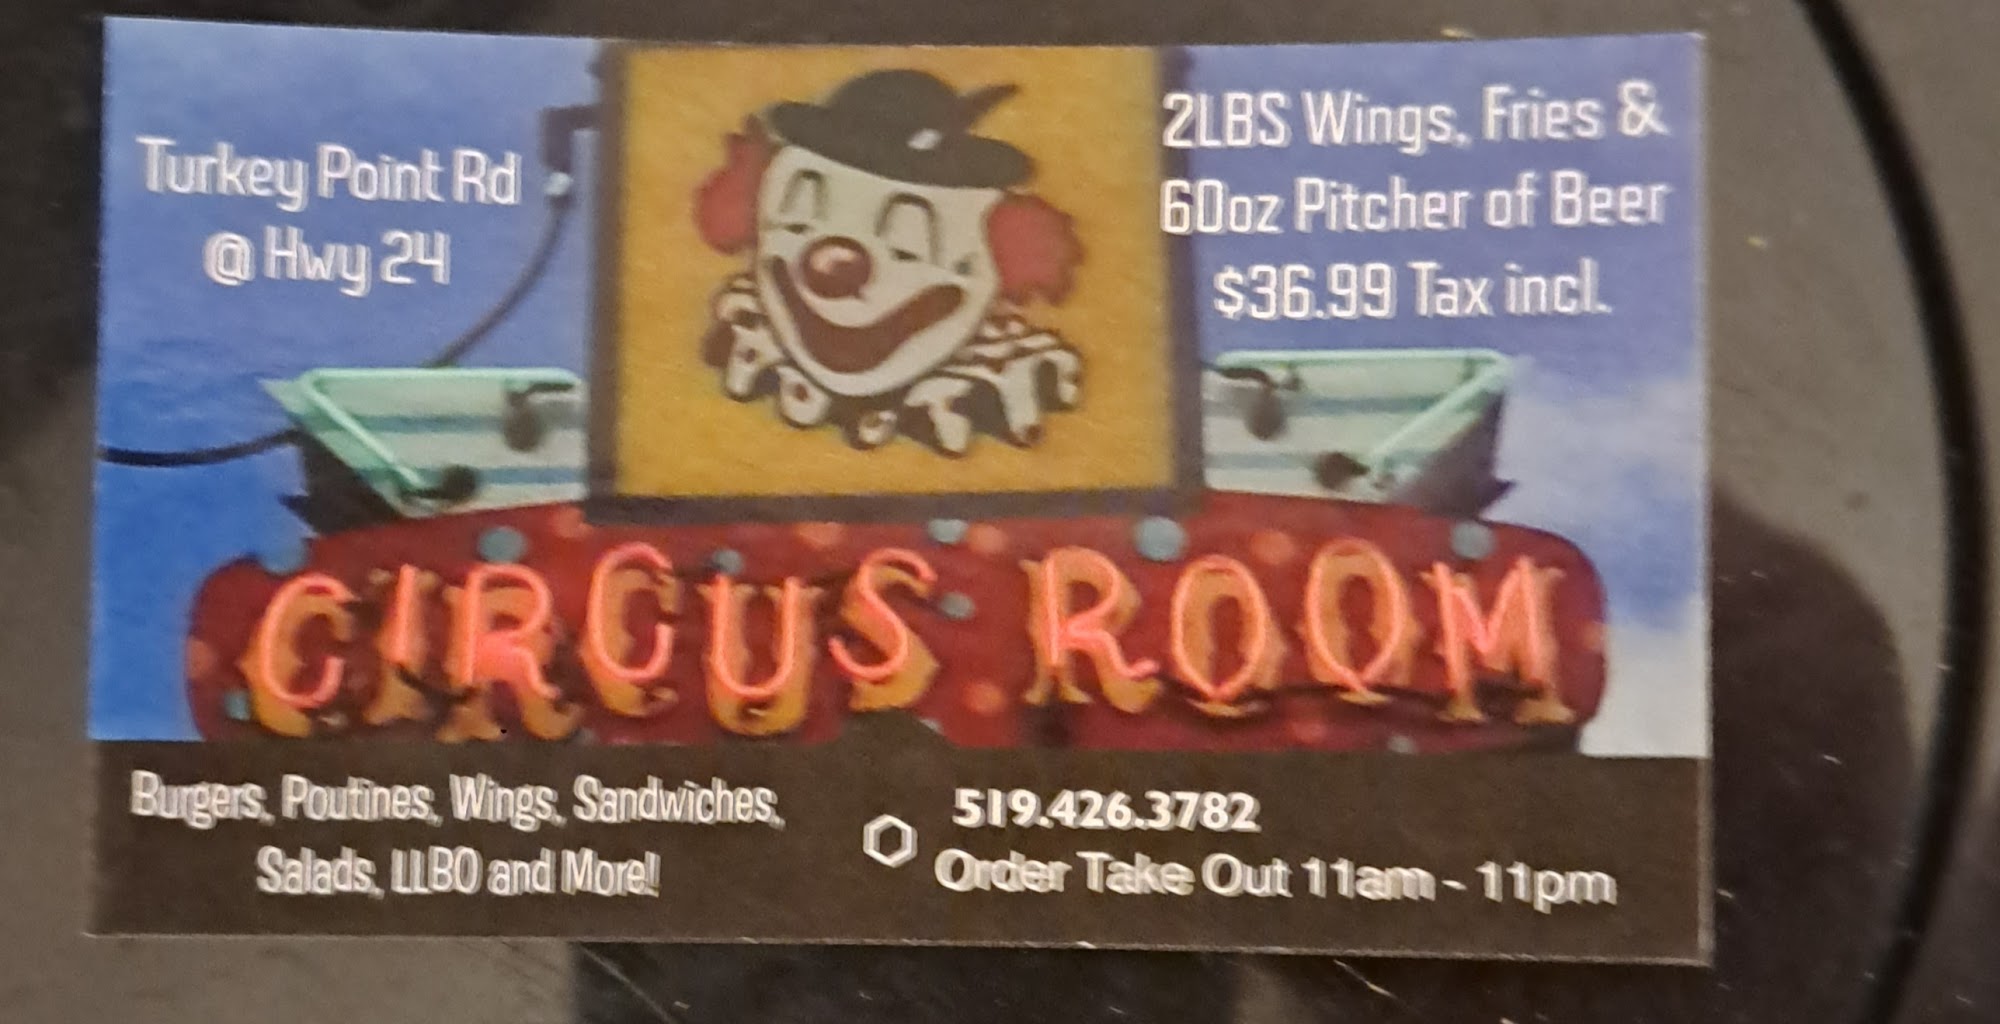 Turkey Point Rd
@ Hwy 24
2LBS Wings, Fries &
60oz Pitcher of Beer
$36.99 Tax incl.
CIRCUS ROOM
Burgers, Poutines, Wings, Sandwiches,
Salads, LLBO and More!
519.426.3782
Order Take Out 11am - 11pm